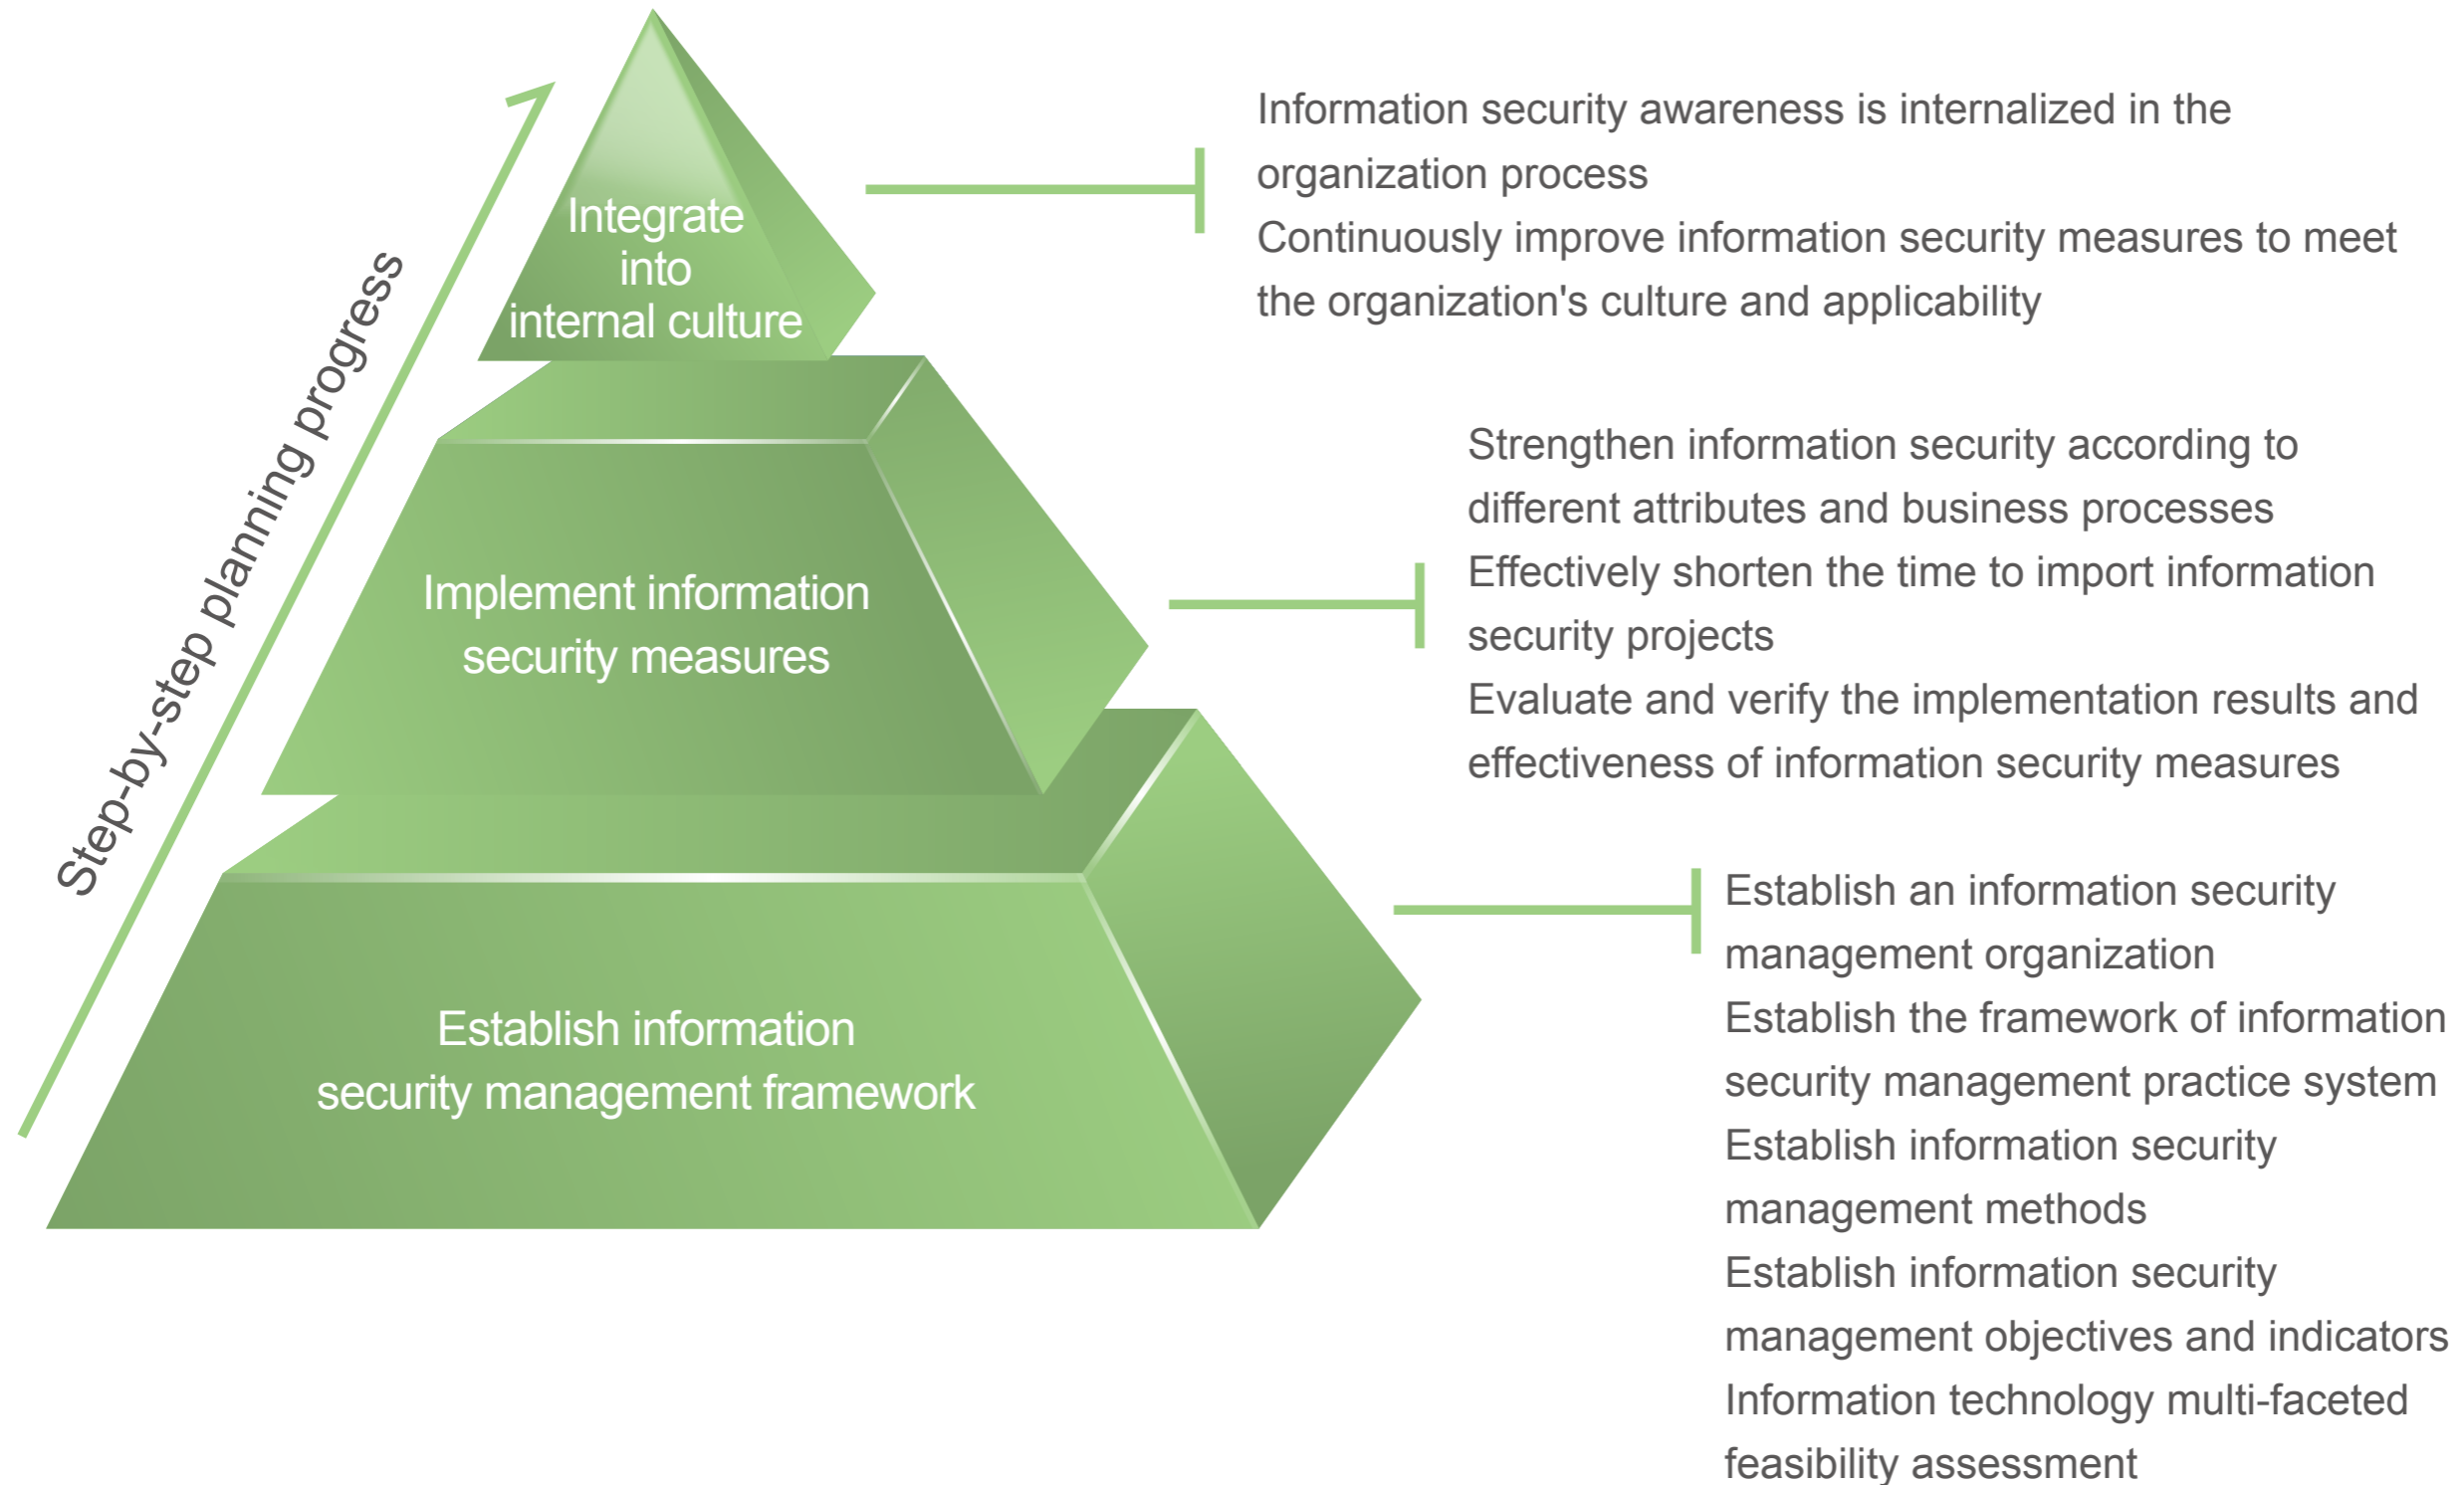 Step-by-step planning progress
Integrate
into
internal culture
Information security awareness is internalized in the
organization process
Continuously improve information security measures to meet
the organization's culture and applicability
Implement information
security measures
Strengthen information security according to
different attributes and business processes
Effectively shorten the time to import information
security projects
Evaluate and verify the implementation results and
effectiveness of information security measures
Establish information
security management framework
Establish an information security
management organization
Establish the framework of information
security management practice system
Establish information security
management methods
Establish information security
management objectives and indicators
Information technology multi-faceted
feasibility assessment